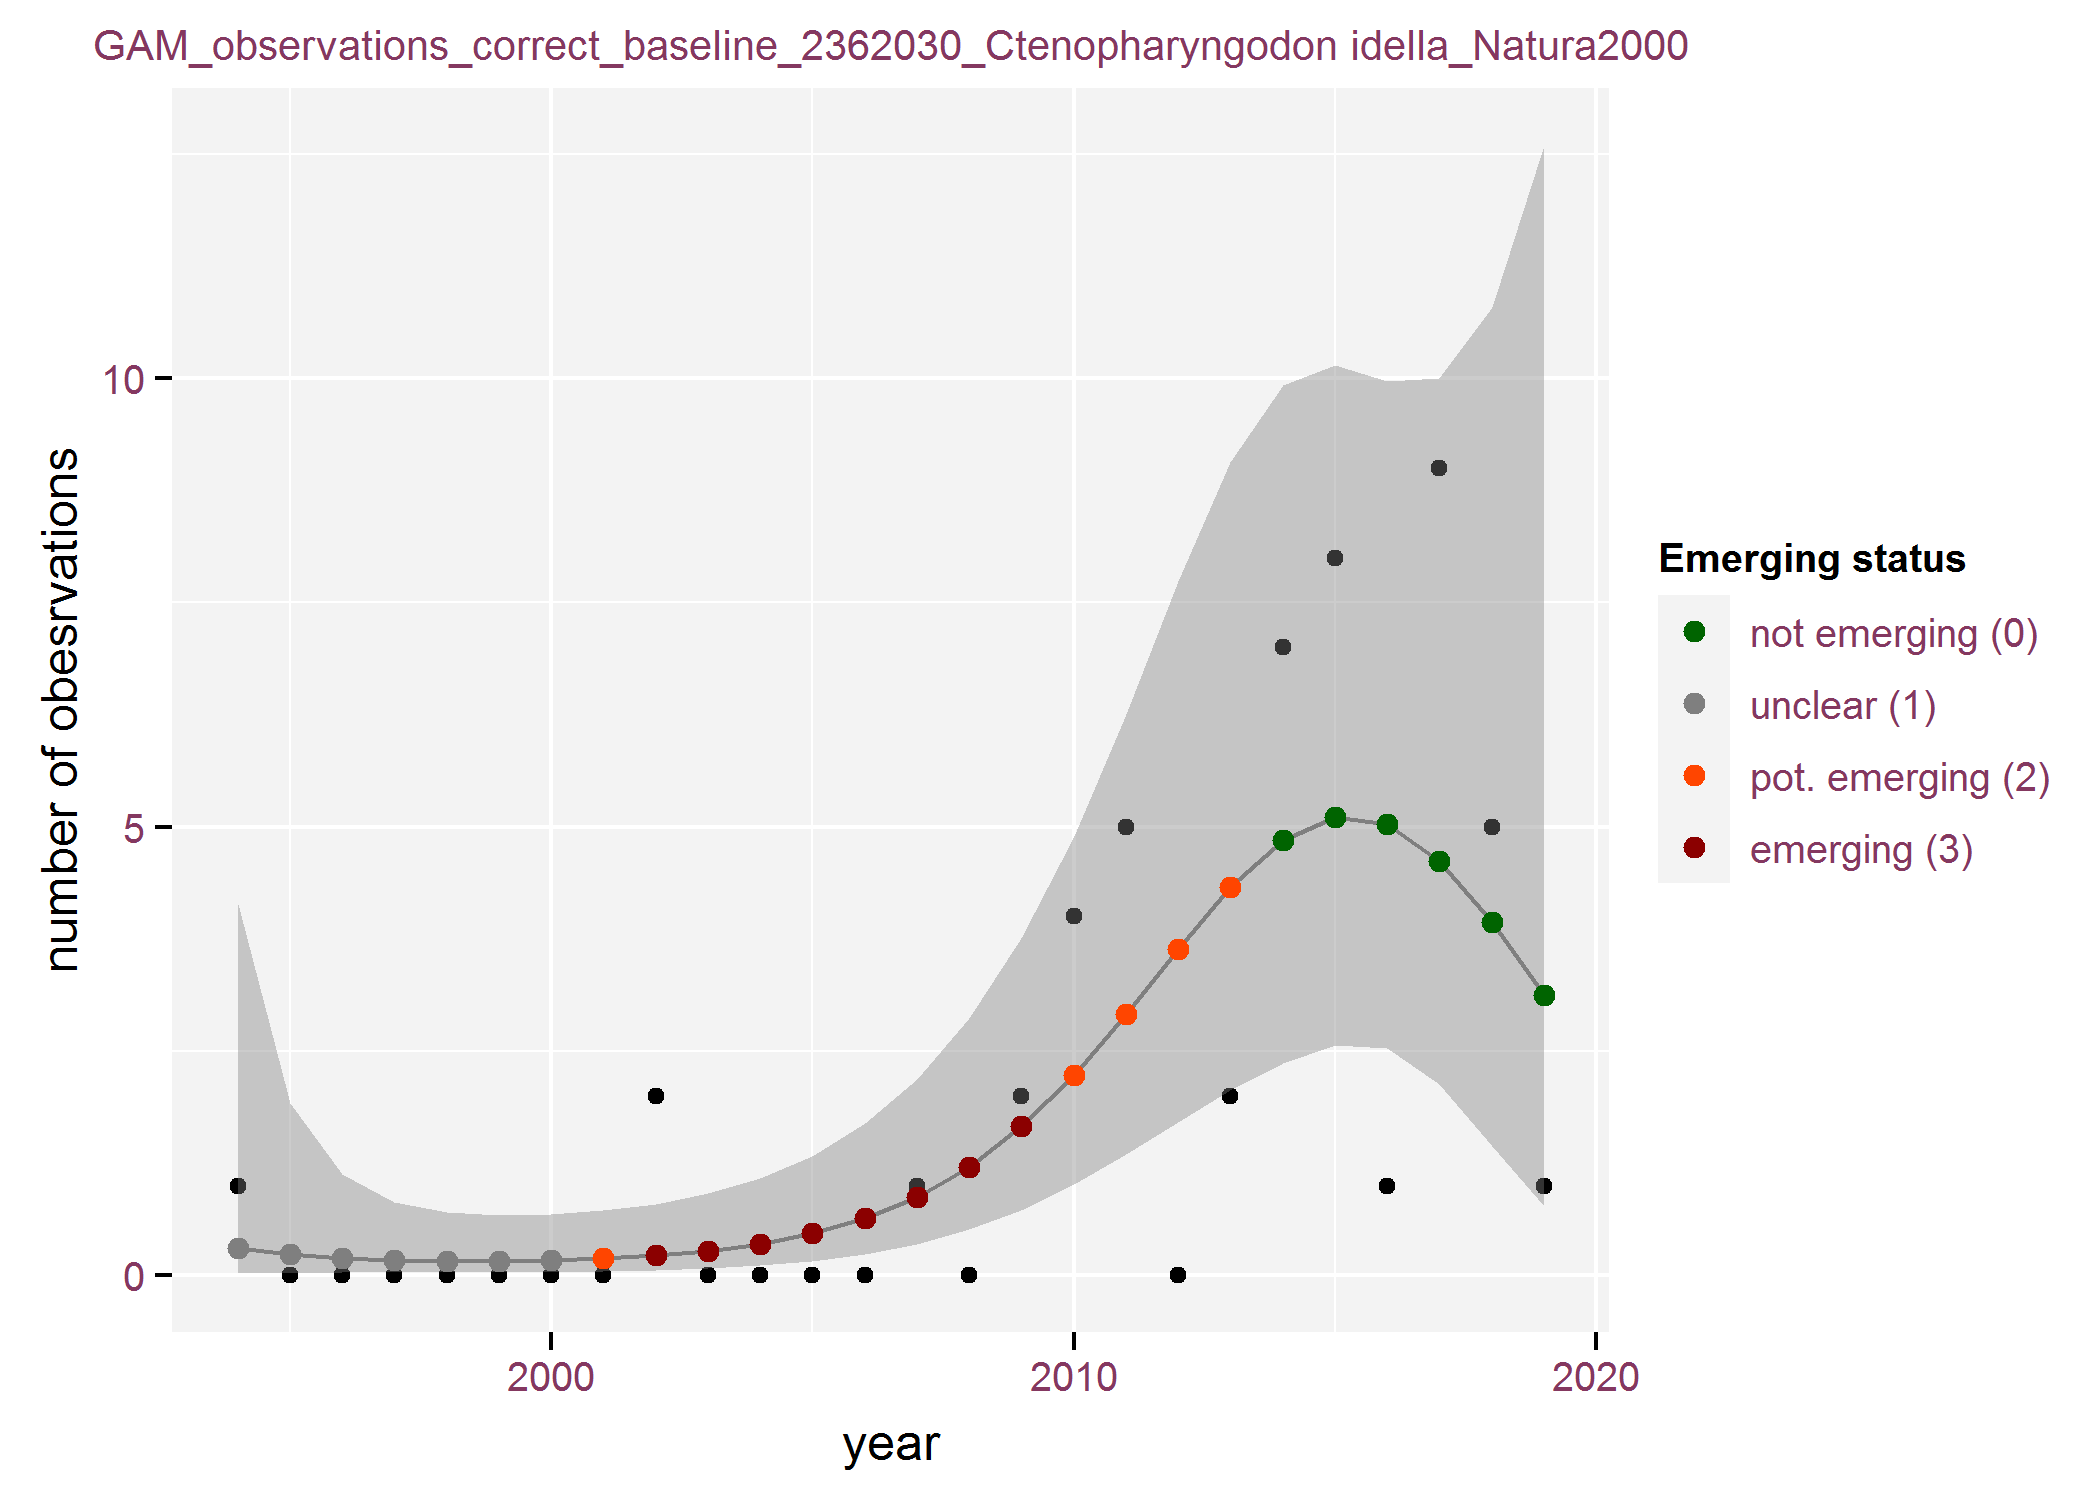 GAM_observations_correct_baseline_2362030_Ctenopharyngodon idella_Natura2000
number of obesrvations
10
5
0
2000
2010
2020
year
Emerging status
not emerging (0)
unclear (1)
pot. emerging (2)
emerging (3)